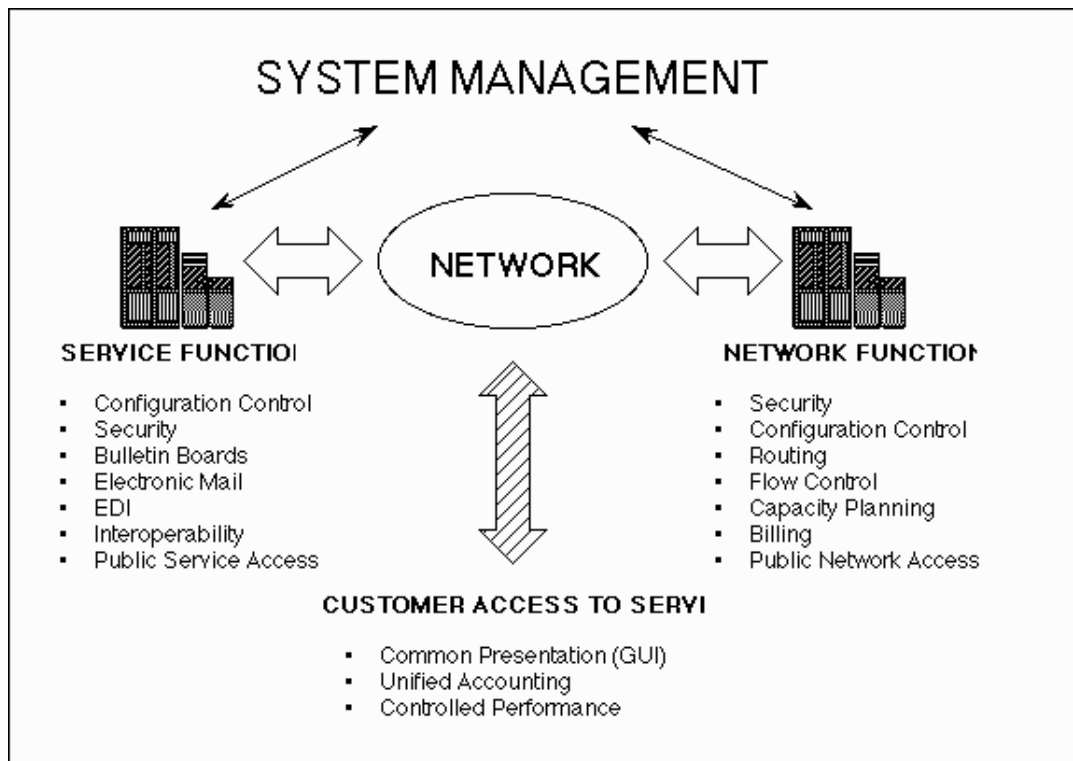 SYSTEM MANAGEMENT
NETWORK
SERVICE FUNCTIO
Configuration Control
Security
Bulletin Boards
Electronic Mail
EDI
Interoperability
Public Service Access
NETWORK FUNCTION
Security
Configuration Control
Routing
Flow Control
Capacity Planning
Billing
Public Network Access
CUSTOMER ACCESS TO SERVI
Common Presentation (GUI)
Unified Accounting
Controlled Performance